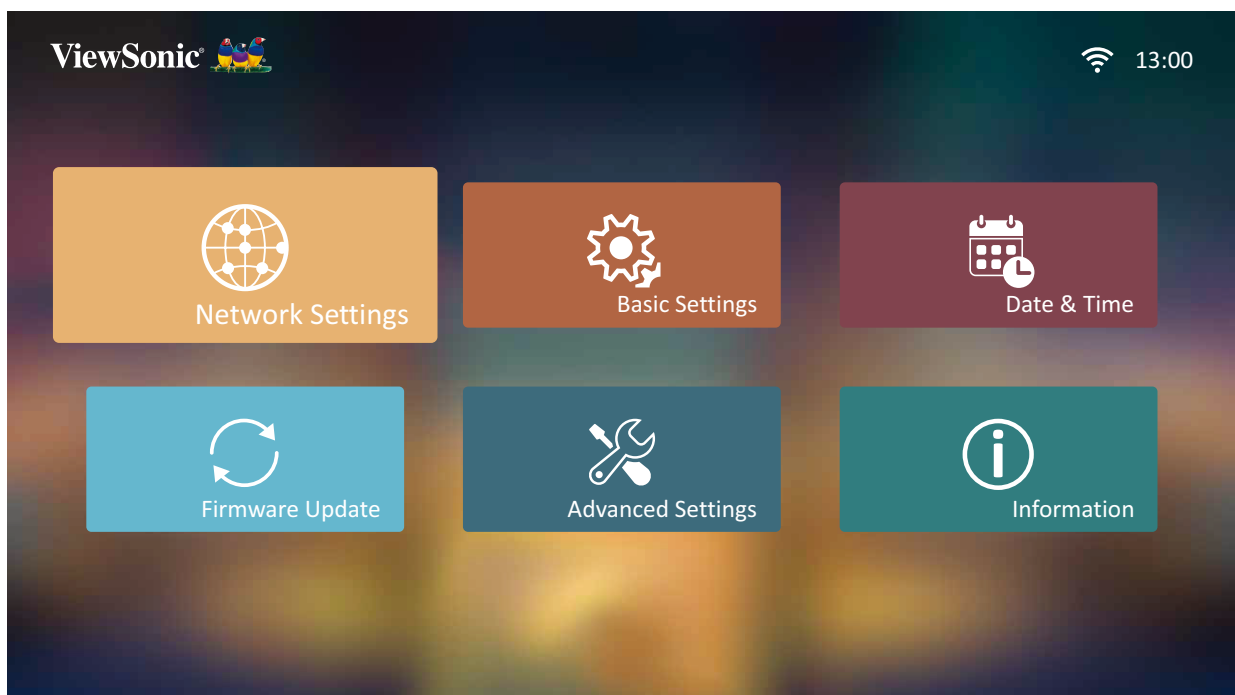 ViewSonic®
13:00
Network Settings
Basic Settings
Date & Time
Firmware Update
Advanced Settings
Information